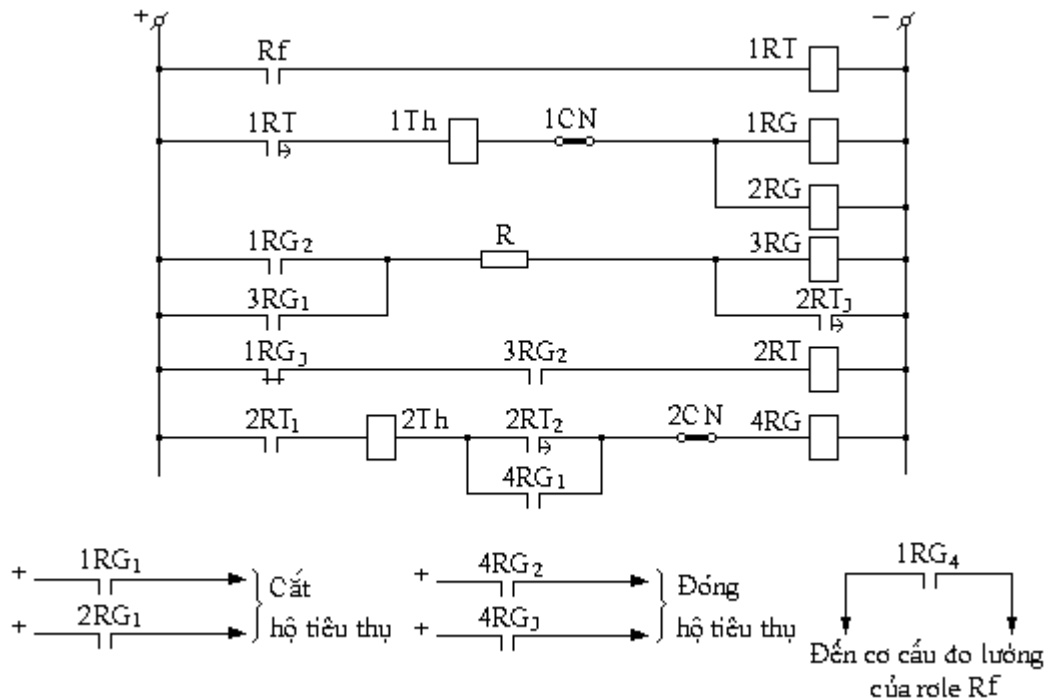 + −
Rf 1RT
1RT 1Th 1CN 1RG
2RG
1RG2 R 3RG
3RG1 2RT3
1RG3 3RG2 2RT
2RT1 2Th 2RT2 2CN 4RG
4RG1
+ 1RG1
+ 2RG1
Cắt
hộ tiêu thụ
+ 4RG2
+ 4RG3
Đóng
hộ tiêu thụ
1RG4
Đến cơ cấu đo lường
của rơle Rf